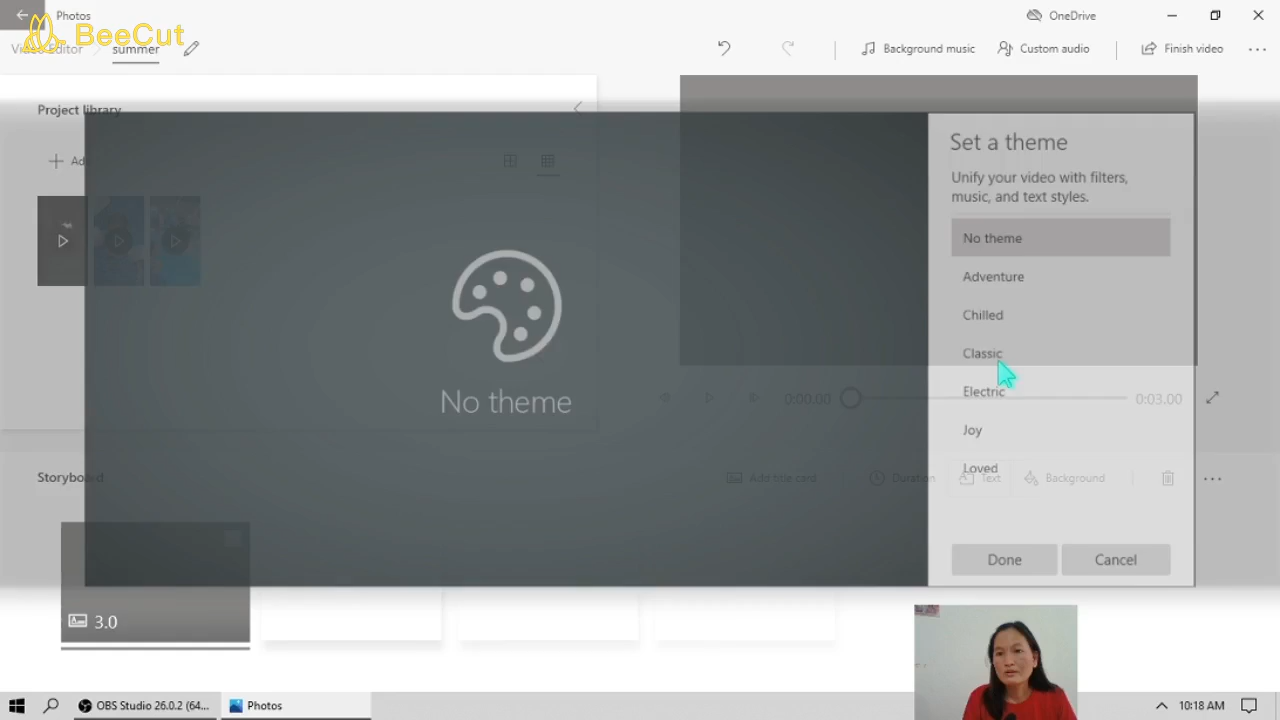 Photos
OneDrive
BeeCut
Video Editor
summer
Background music
Custom audio
Finish video
Project library
Add
Set a theme
Unify your video with filters,
music, and text styles.
No theme
Adventure
Chilled
Classic
Electric
Joy
Loved
No theme
0:00.00
0:03.00
Storyboard
Add title card
Duration
Text
Background
Done
Cancel
3.0
OBS Studio 26.0.2 (64...
Photos
10:18 AM